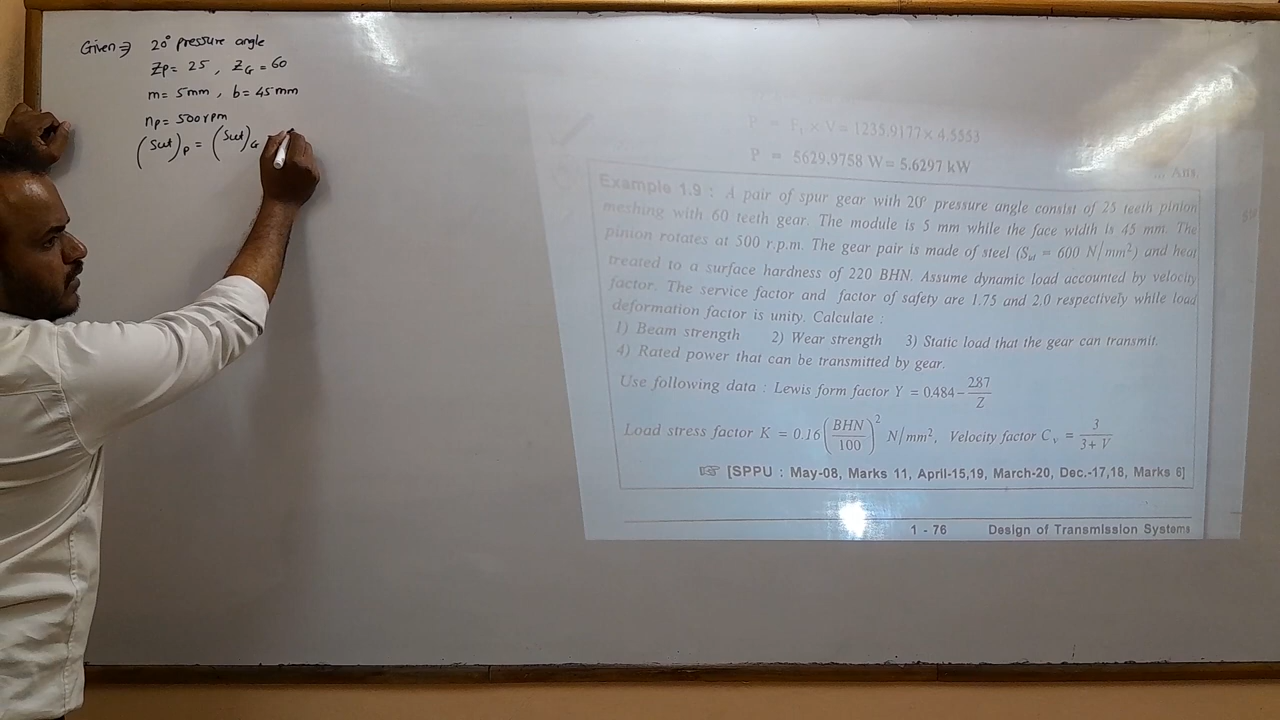 Given ⇒ 20° pressure angle
Zp = 25 , ZG = 60
m = 5mm , b = 45mm
np = 500 rpm
(Sut)P = (Sut)G
P = Ft × V = 1235.9177 × 4.5553
P = 5629.9758 W = 5.6297 kW
... Ans.
Example 1.9 : A pair of spur gear with 20° pressure angle consist of 25 teeth pinion
meshing with 60 teeth gear. The module is 5 mm while the face width is 45 mm. The
pinion rotates at 500 r.p.m. The gear pair is made of steel (Sut = 600 N/mm²) and heat
treated to a surface hardness of 220 BHN. Assume dynamic load accounted by velocity
factor. The service factor and factor of safety are 1.75 and 2.0 respectively while load
deformation factor is unity. Calculate :
1) Beam strength 2) Wear strength 3) Static load that the gear can transmit.
4) Rated power that can be transmitted by gear.
Use following data : Lewis form factor Y = 0.484 – 2.87/Z
Load stress factor K = 0.16 (BHN/100)² N/mm², Velocity factor Cv = 3/(3 + V)
☞ [SPPU : May-08, Marks 11, April-15,19, March-20, Dec.-17,18, Marks 6]
1 - 76 Design of Transmission Systems